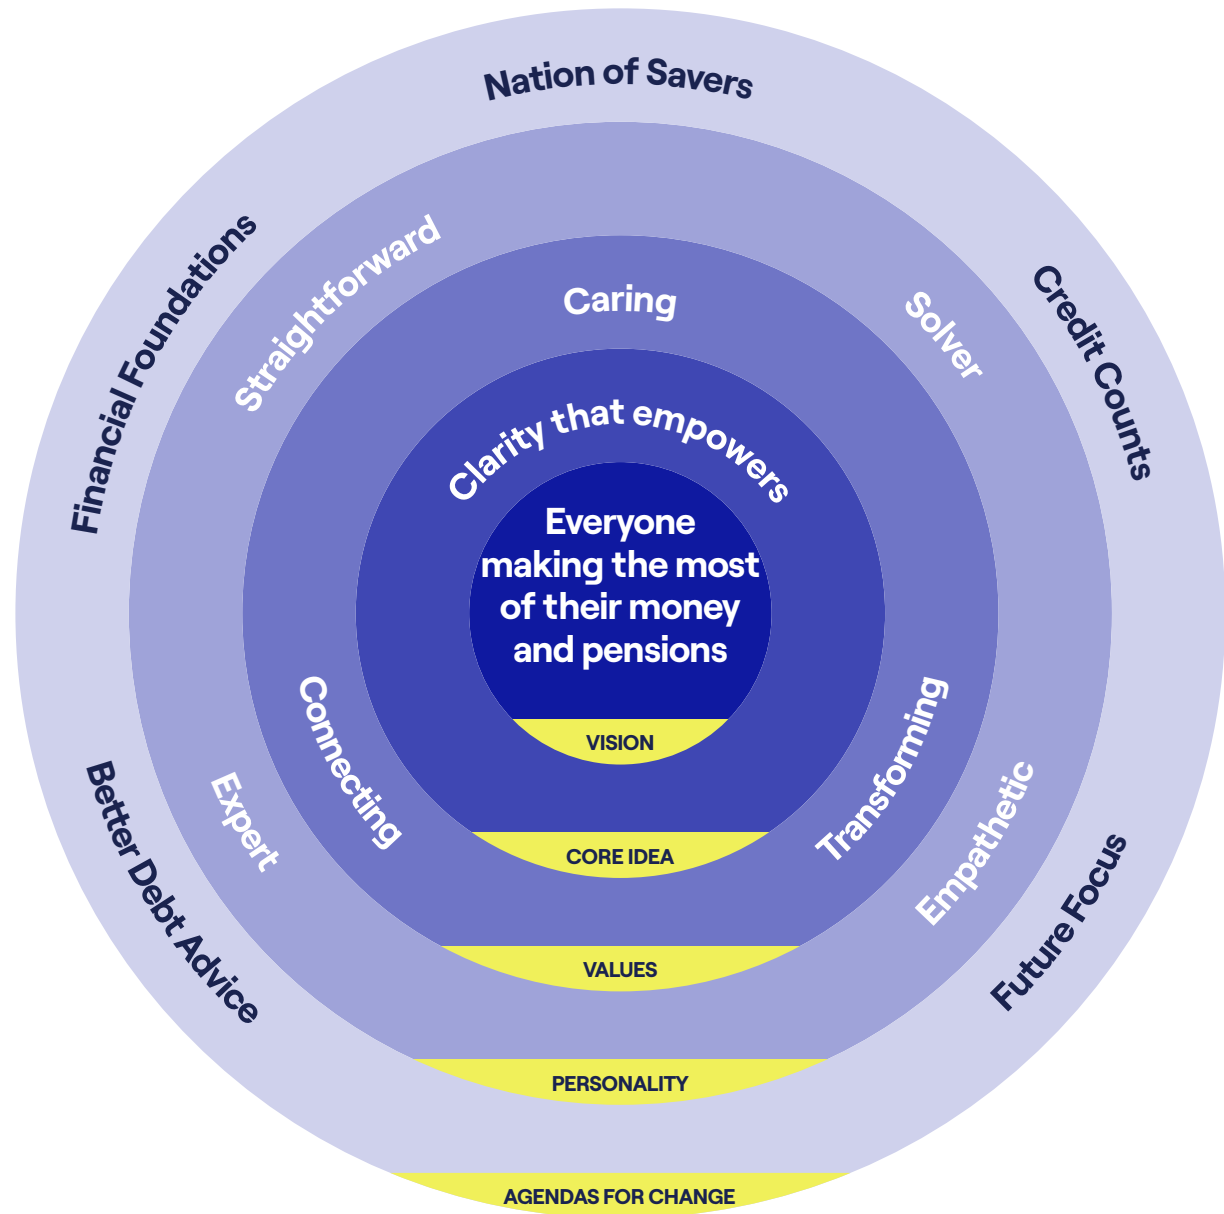 Nation of Savers
Financial Foundations
Credit Counts
Better Debt Advice
Future Focus
Straightforward
Solver
Expert
Empathetic
Caring
Connecting
Transforming
Clarity that empowers
Everyone
making the most
of their money
and pensions
VISION
CORE IDEA
VALUES
PERSONALITY
AGENDAS FOR CHANGE